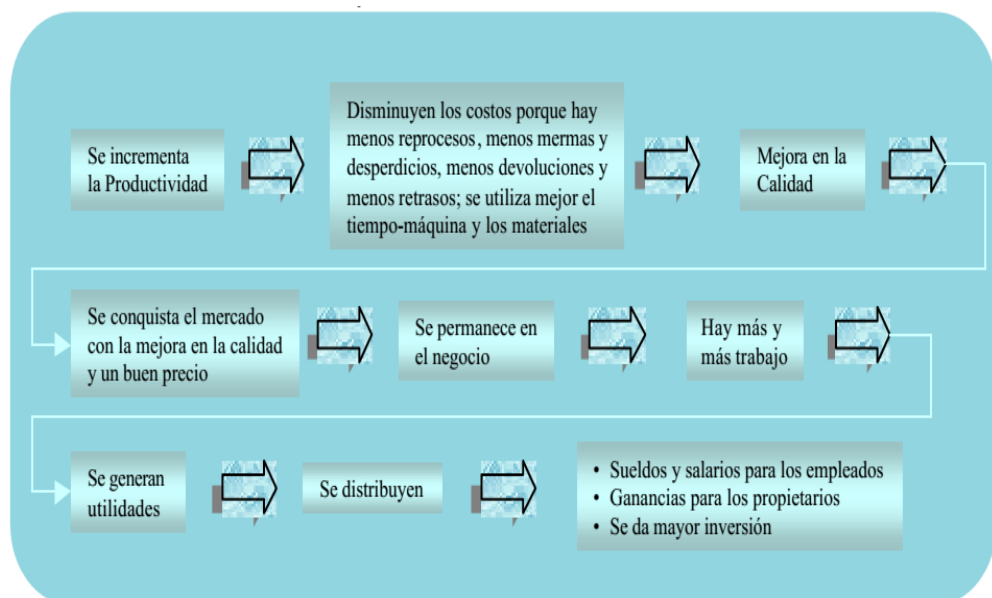 Se incrementa
la Productividad
Disminuyen los costos porque hay
menos reprocesos, menos mermas y
desperdicios, menos devoluciones y
menos retrasos; se utiliza mejor el
tiempo-máquina y los materiales
Mejora en la
Calidad
Se conquista el mercado
con la mejora en la calidad
y un buen precio
Se permanece en
el negocio
Hay más y
más trabajo
Se generan
utilidades
Se distribuyen
• Sueldos y salarios para los empleados
• Ganancias para los propietarios
• Se da mayor inversión